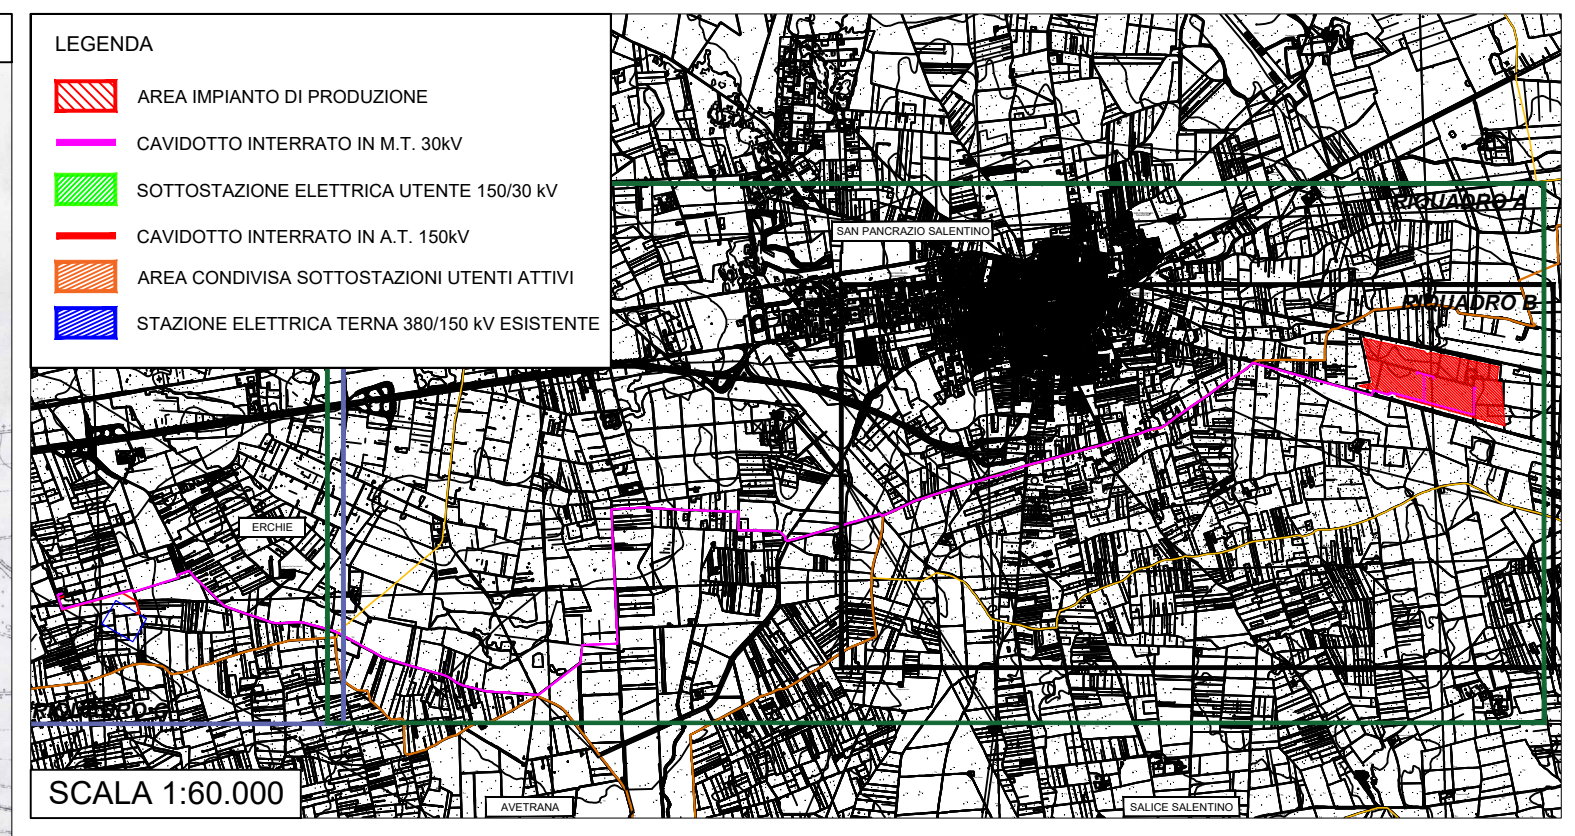 LEGENDA
AREA IMPIANTO DI PRODUZIONE
CAVIDOTTO INTERRATO IN M.T. 30kV
SOTTOSTAZIONE ELETTRICA UTENTE 150/30 kV
CAVIDOTTO INTERRATO IN A.T. 150kV
AREA CONDIVISA SOTTOSTAZIONI UTENTI ATTIVI
STAZIONE ELETTRICA TERNA 380/150 kV ESISTENTE
RIQUADRO A
SAN PANCRAZIO SALENTINO
RIQUADRO B
ERCHIE
RIQUADRO C
SCALA 1:60.000
AVETRANA
SALICE SALENTINO